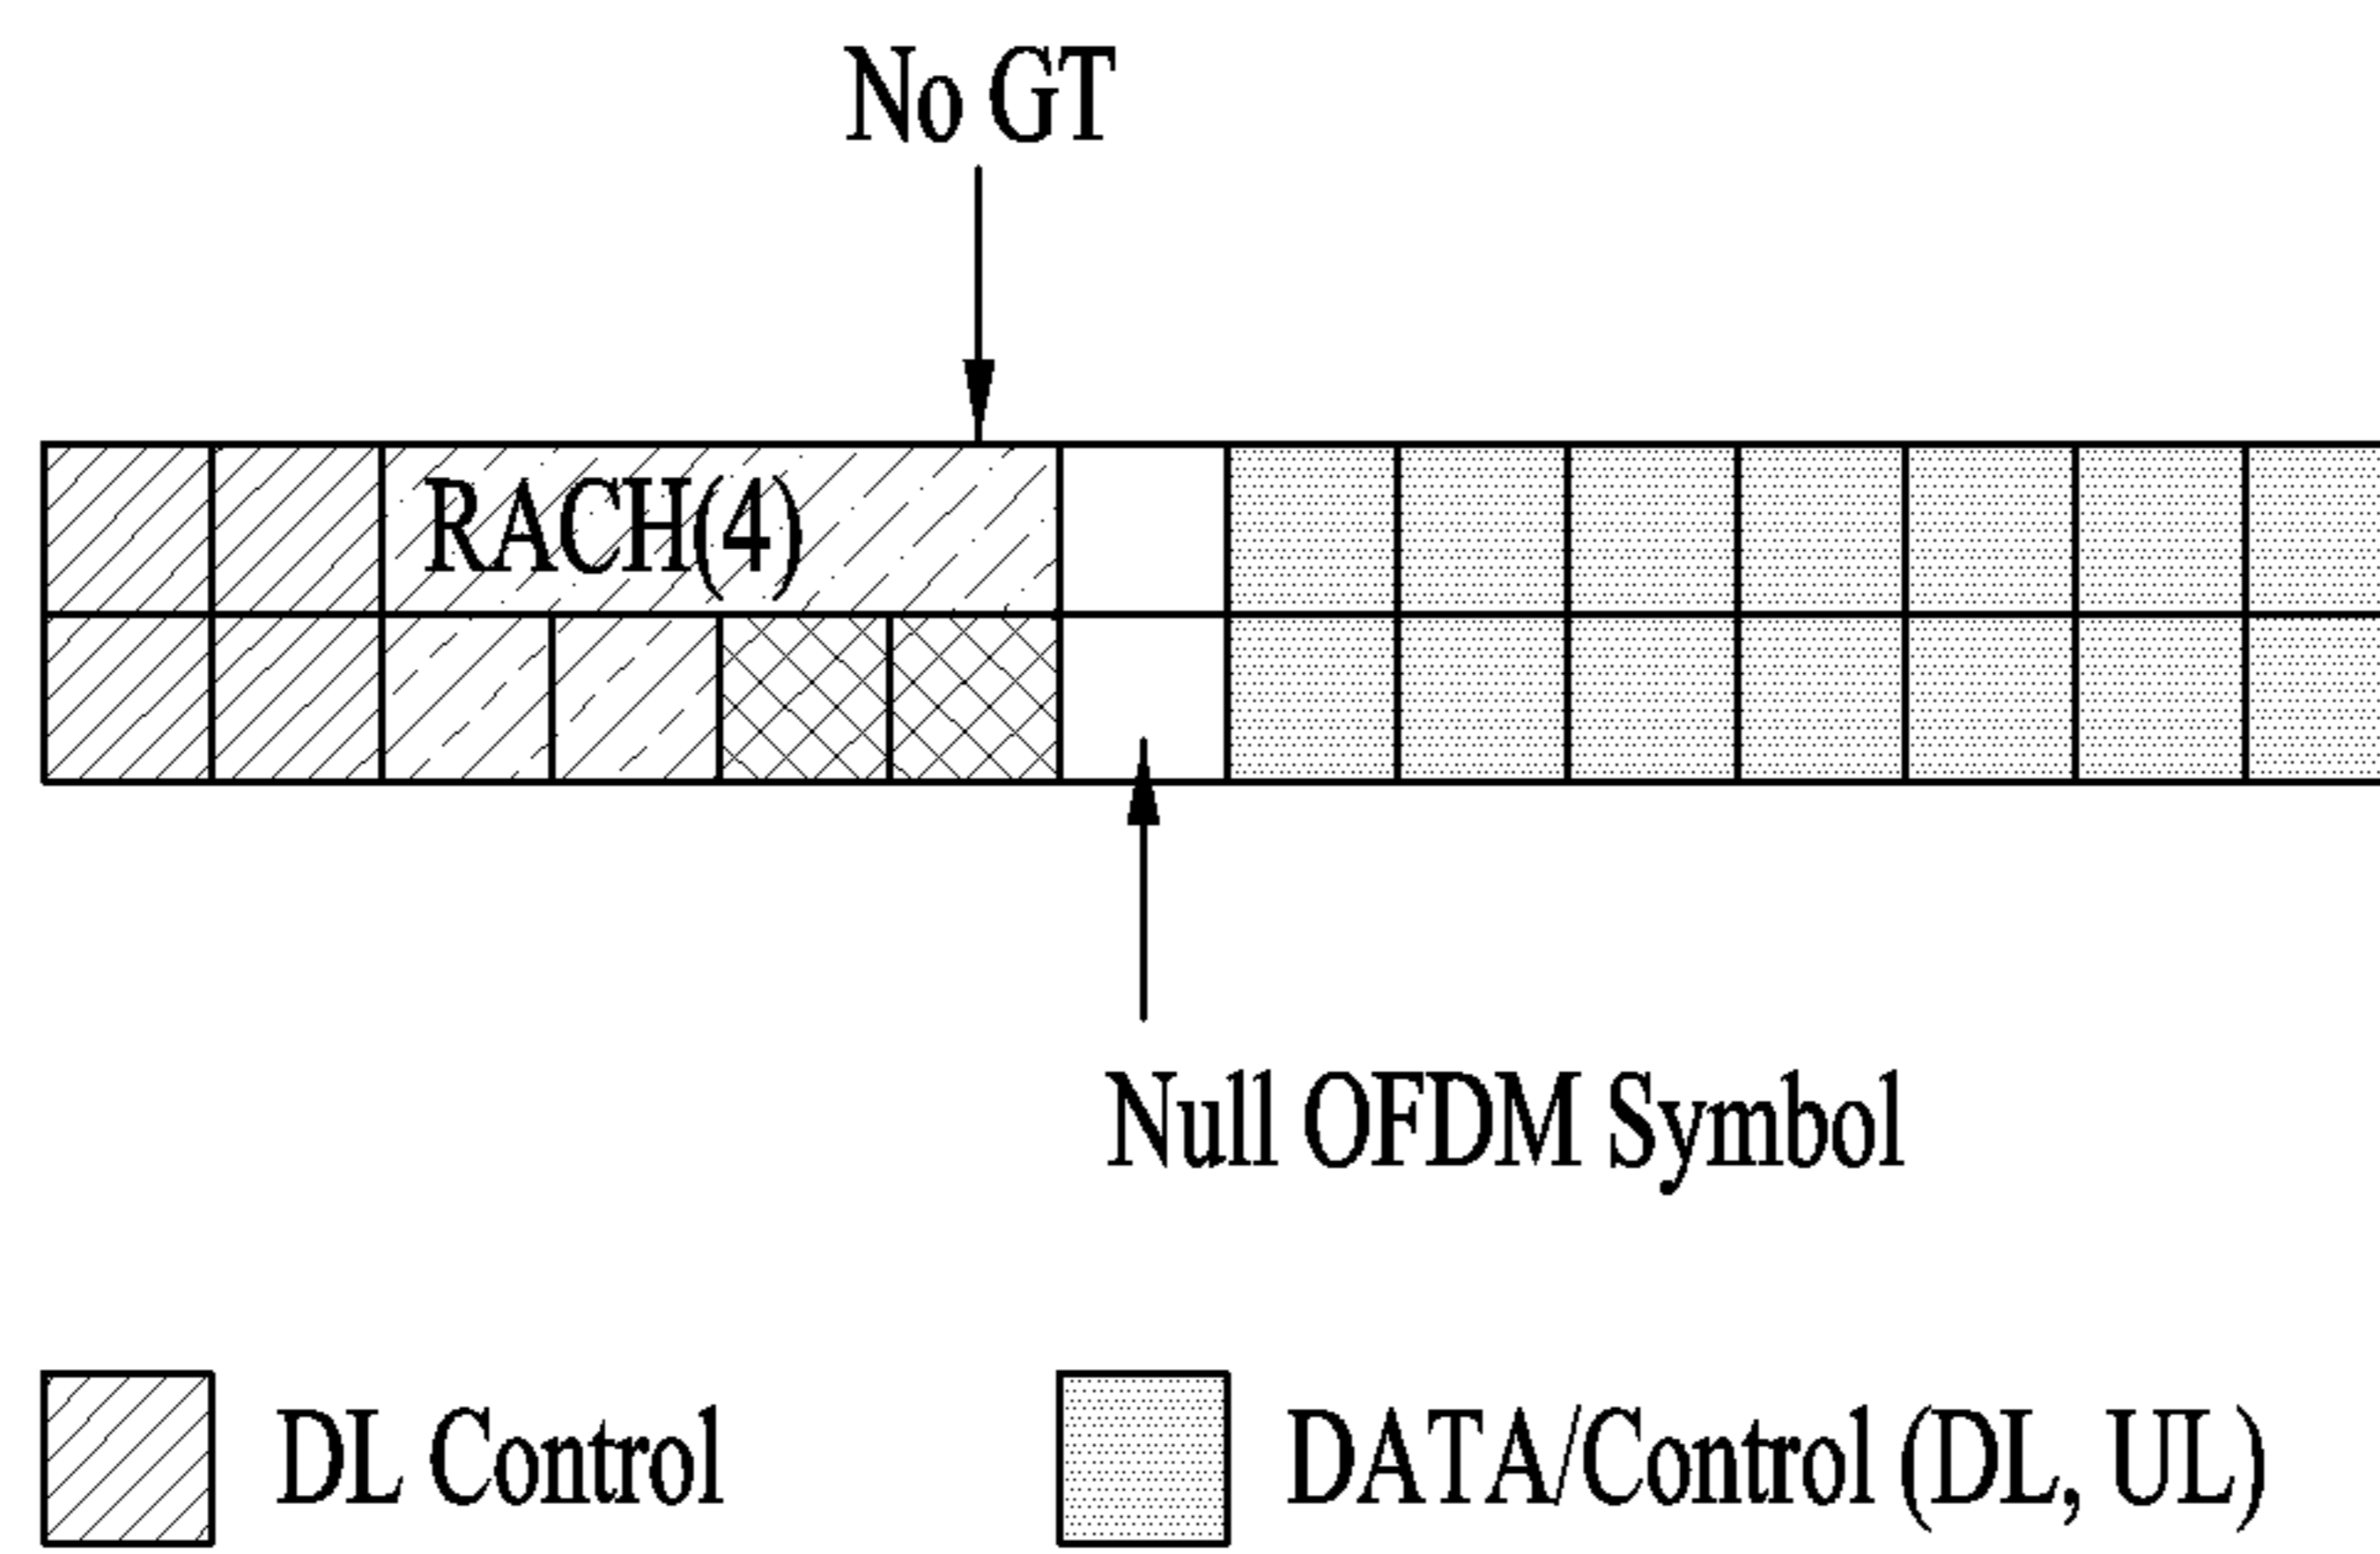 No GT
RACH(4)
Null OFDM Symbol
DL Control
DATA/Control (DL, UL)